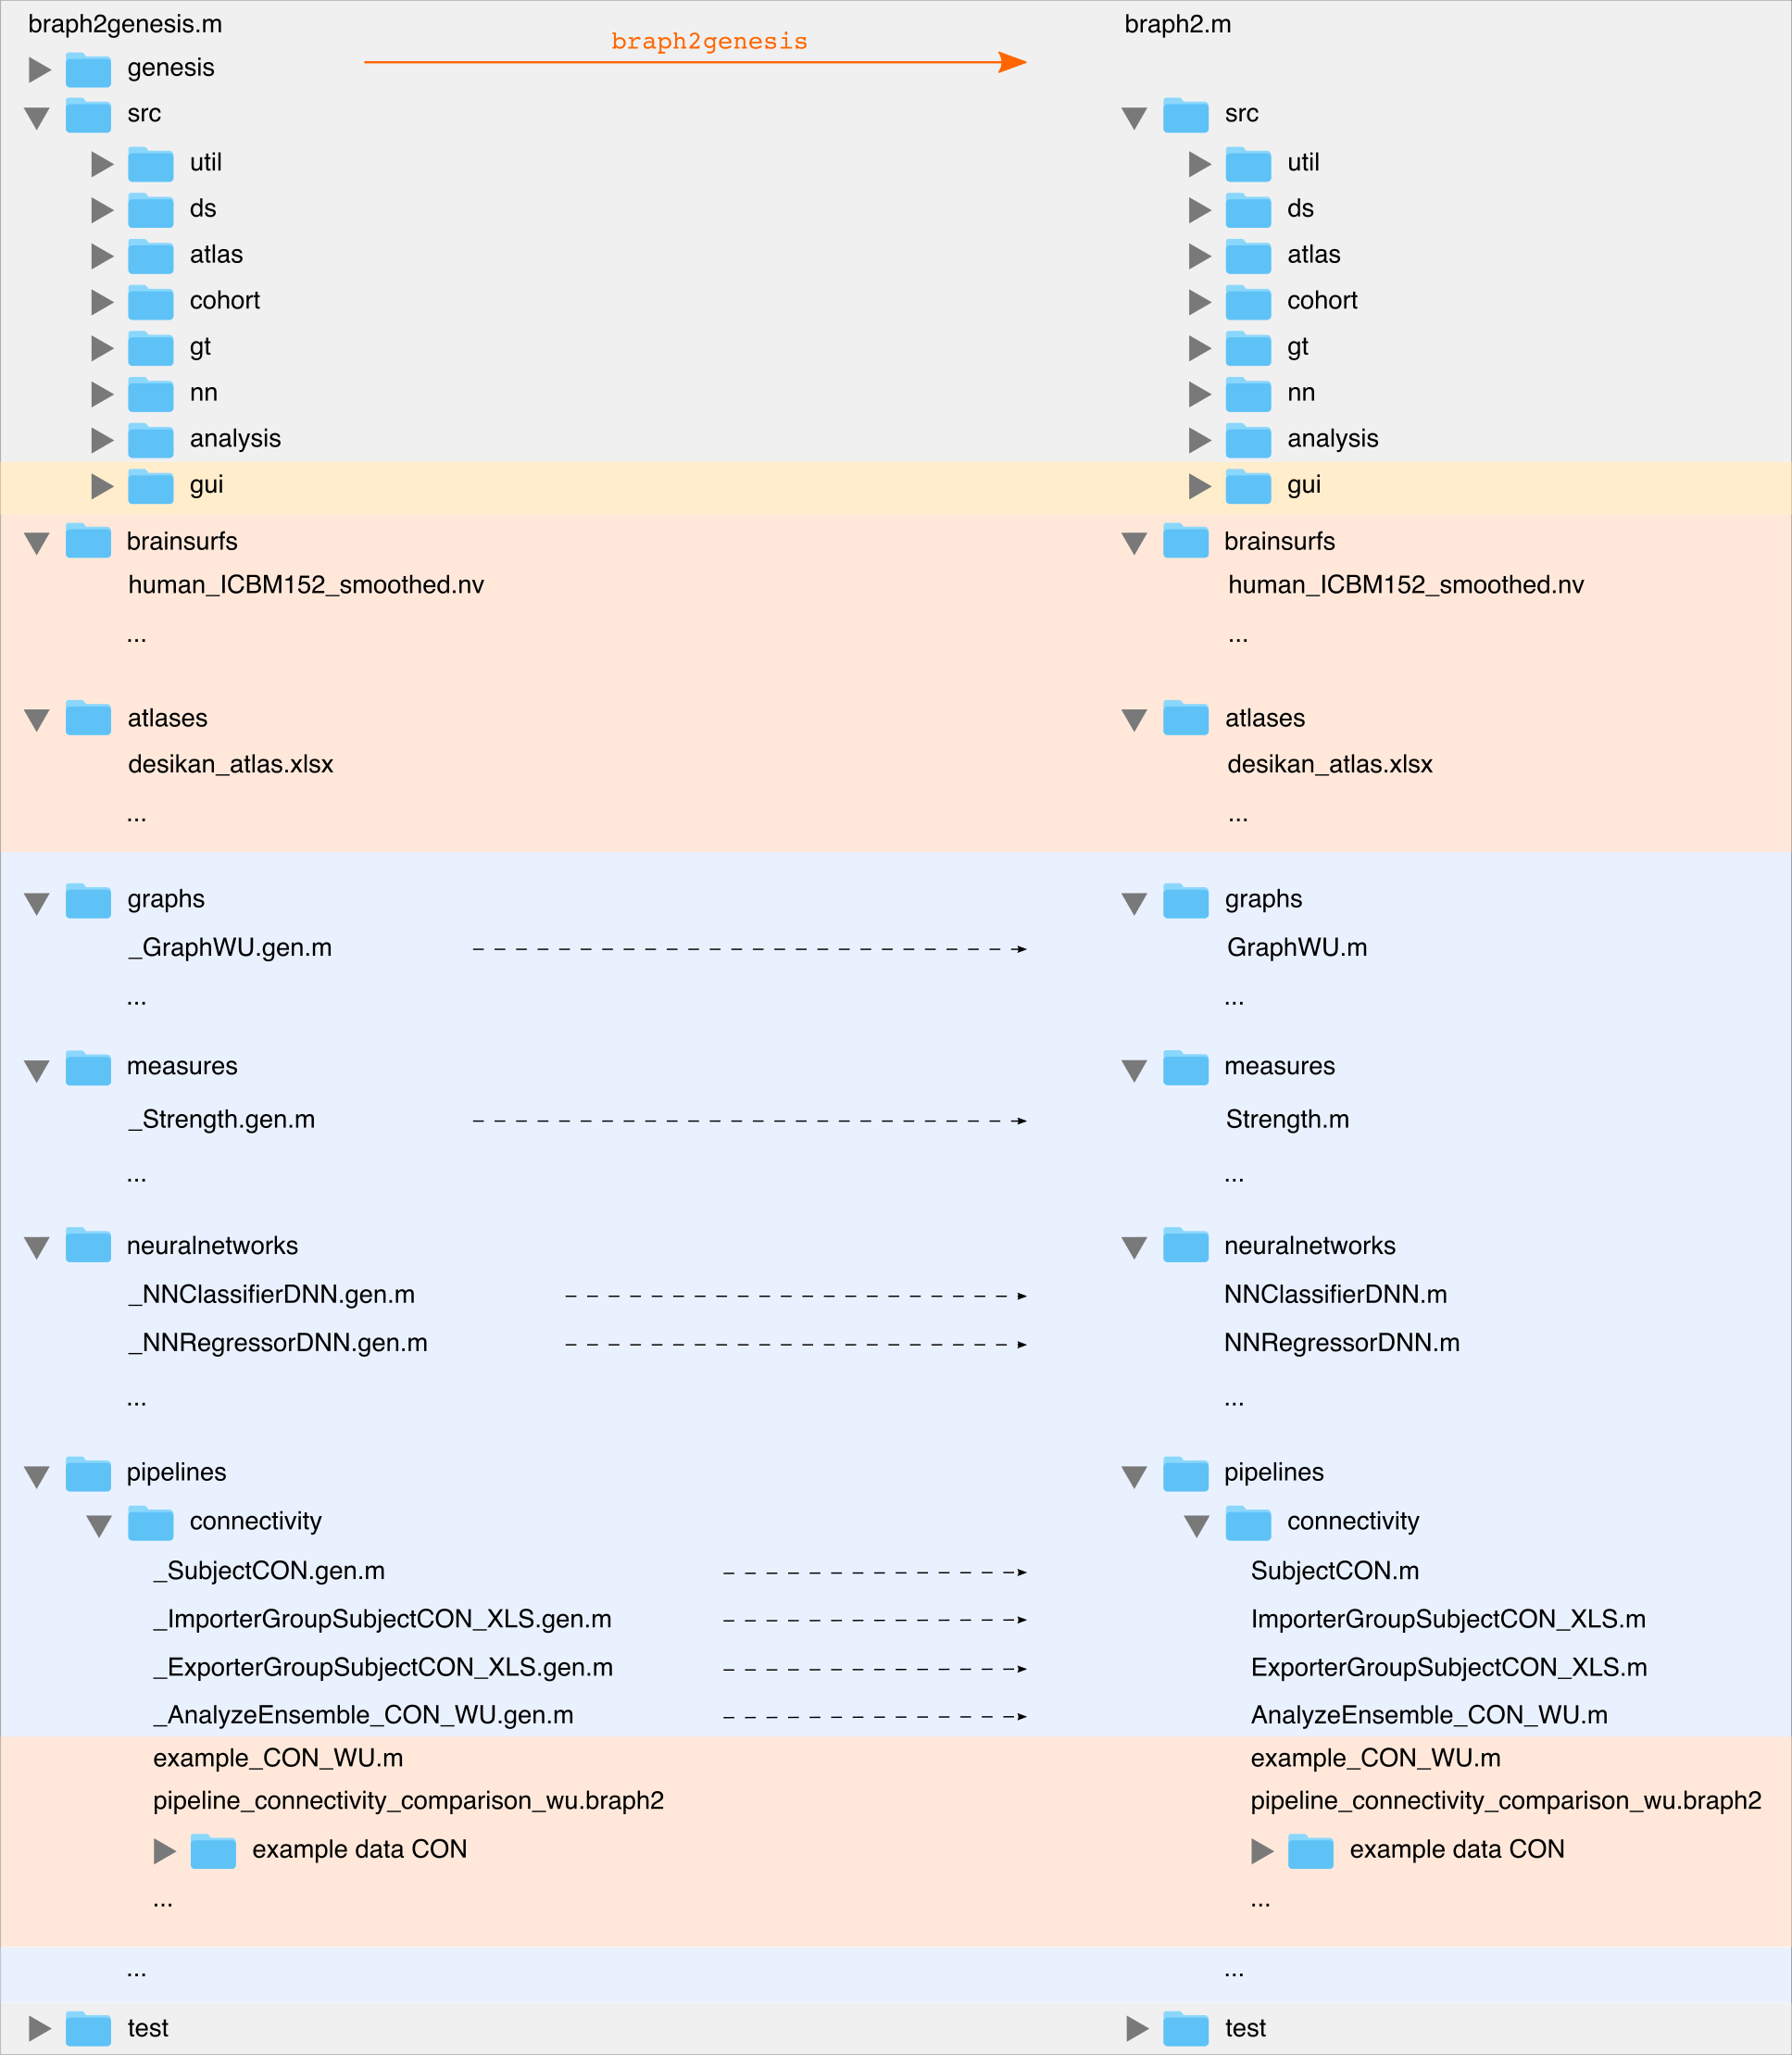 braph2genesis.m
braph2genesis
braph2.m
genesis
src
src
util
util
ds
ds
atlas
atlas
cohort
cohort
gt
gt
nn
nn
analysis
analysis
gui
gui
brainsurfs
brainsurfs
human_ICBM152_smoothed.nv
human_ICBM152_smoothed.nv
...
...
atlases
atlases
desikan_atlas.xlsx
desikan_atlas.xlsx
...
...
graphs
graphs
_GraphWU.gen.m
GraphWU.m
...
...
measures
measures
_Strength.gen.m
Strength.m
...
...
neuralnetworks
neuralnetworks
_NNClassifierDNN.gen.m
NNClassifierDNN.m
_NNRegressorDNN.gen.m
NNRegressorDNN.m
...
...
pipelines
pipelines
connectivity
connectivity
_SubjectCON.gen.m
SubjectCON.m
_ImporterGroupSubjectCON_XLS.gen.m
ImporterGroupSubjectCON_XLS.m
_ExporterGroupSubjectCON_XLS.gen.m
ExporterGroupSubjectCON_XLS.m
_AnalyzeEnsemble_CON_WU.gen.m
AnalyzeEnsemble_CON_WU.m
example_CON_WU.m
example_CON_WU.m
pipeline_connectivity_comparison_wu.braph2
pipeline_connectivity_comparison_wu.braph2
example data CON
example data CON
...
...
...
...
test
test